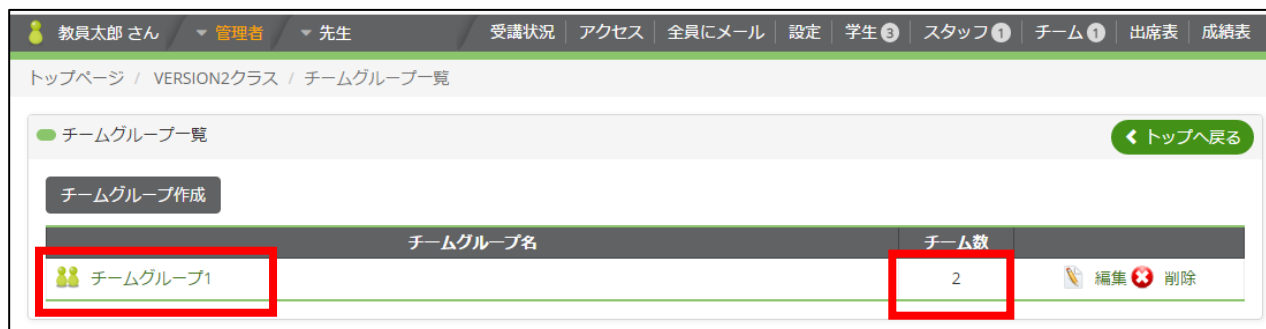 教員太郎 さん 管理者 先生 受講状況 アクセス 全員にメール 設定 学生3 スタッフ1 チーム1 出席表 成績表
トップページ / VERSION2クラス / チームグループ一覧
チームグループ一覧 トップへ戻る
チームグループ作成
チームグループ名 チーム数
チームグループ1 2 編集 削除